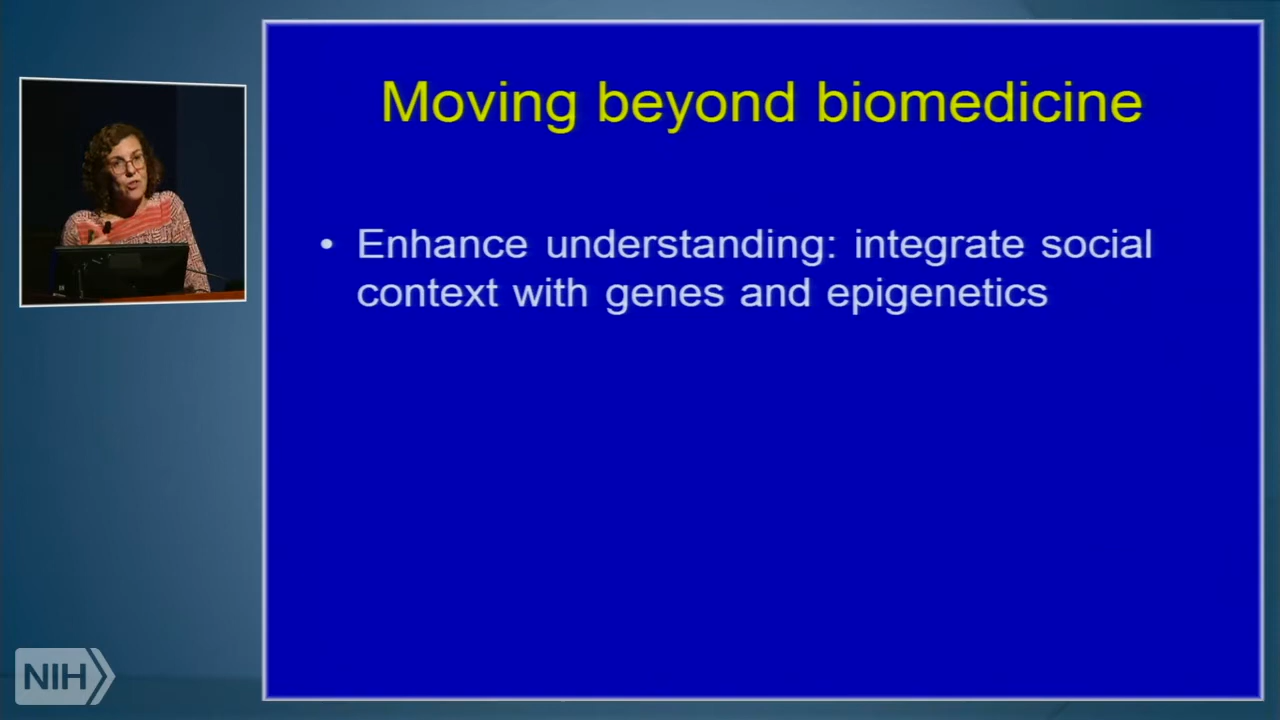 Moving beyond biomedicine
• Enhance understanding: integrate social
context with genes and epigenetics
NIH